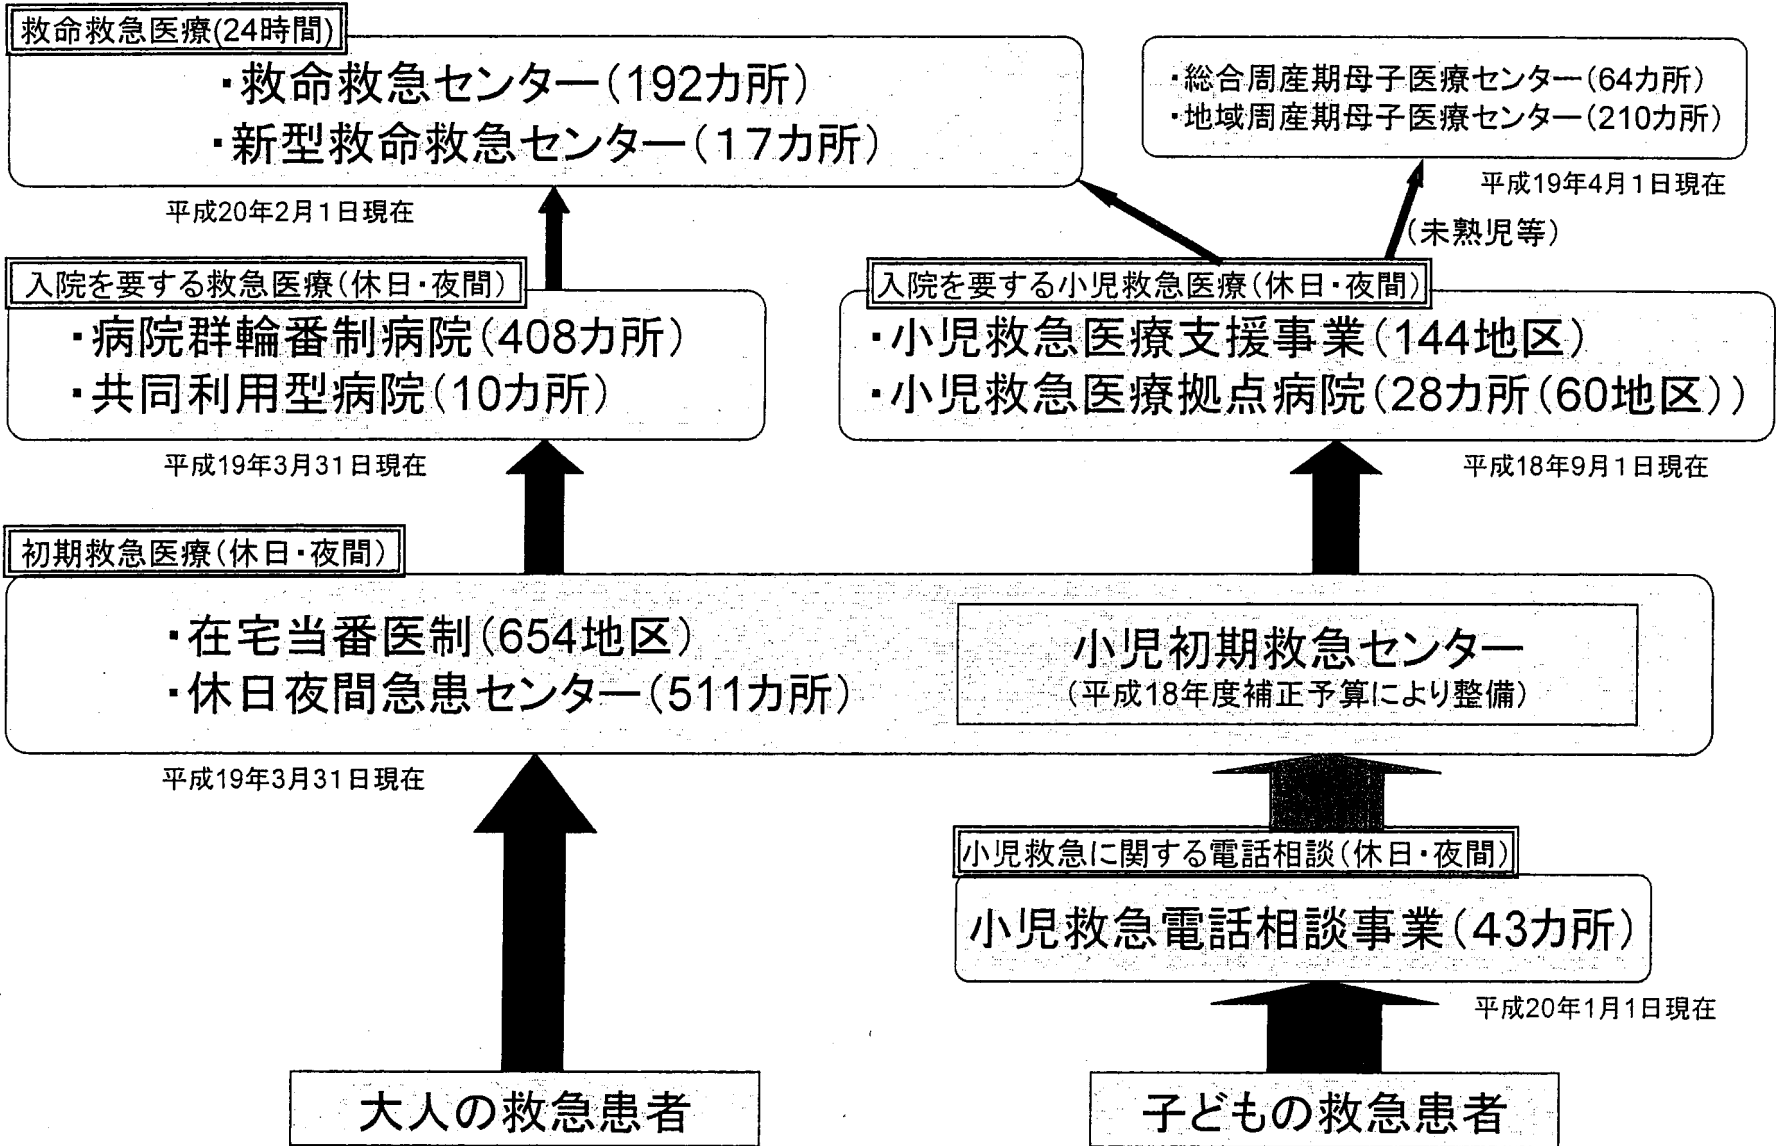 救命救急医療(24時間)
・救命救急センター(192カ所)
・新型救命救急センター(17カ所)
平成20年2月1日現在
・総合周産期母子医療センター(64カ所)
・地域周産期母子医療センター(210カ所)
平成19年4月1日現在
(未熟児等)
入院を要する救急医療(休日・夜間)
・病院群輪番制病院(408カ所)
・共同利用型病院(10カ所)
平成19年3月31日現在
入院を要する小児救急医療(休日・夜間)
・小児救急医療支援事業(144地区)
・小児救急医療拠点病院(28カ所(60地区))
平成18年9月1日現在
初期救急医療(休日・夜間)
・在宅当番医制(654地区)
・休日夜間急患センター(511カ所)
小児初期救急センター
(平成18年度補正予算により整備)
平成19年3月31日現在
小児救急に関する電話相談(休日・夜間)
小児救急電話相談事業(43カ所)
平成20年1月1日現在
大人の救急患者
子どもの救急患者